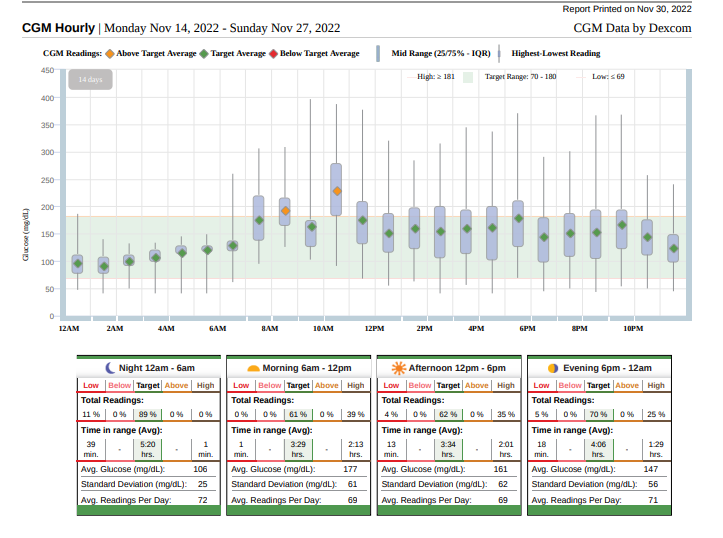 Report Printed on Nov 30, 2022
CGM Hourly | Monday Nov 14, 2022 - Sunday Nov 27, 2022 CGM Data by Dexcom
CGM Readings: Above Target Average Target Average Below Target Average Mid Range (25/75% - IQR) Highest-Lowest Reading
14 days
High: ≥ 181 Target Range: 70 - 180 Low: ≤ 69
450
400
350
300
250
200
150
100
50
0
Glucose (mg/dL)
12AM 2AM 4AM 6AM 8AM 10AM 12PM 2PM 4PM 6PM 8PM 10PM
Night 12am - 6am
Low Below Target Above High
Total Readings:
11 % 0 % 89 % 0 % 0 %
Time in range (Avg):
39 min. - 5:20 hrs. - 1 min.
Avg. Glucose (mg/dL): 106
Standard Deviation (mg/dL): 25
Avg. Readings Per Day: 72
Morning 6am - 12pm
Low Below Target Above High
Total Readings:
0 % 0 % 61 % 0 % 39 %
Time in range (Avg):
1 min. - 3:29 hrs. - 2:13 hrs.
Avg. Glucose (mg/dL): 177
Standard Deviation (mg/dL): 61
Avg. Readings Per Day: 69
Afternoon 12pm - 6pm
Low Below Target Above High
Total Readings:
4 % 0 % 62 % 0 % 35 %
Time in range (Avg):
13 min. - 3:34 hrs. - 2:01 hrs.
Avg. Glucose (mg/dL): 161
Standard Deviation (mg/dL): 62
Avg. Readings Per Day: 69
Evening 6pm - 12am
Low Below Target Above High
Total Readings:
5 % 0 % 70 % 0 % 25 %
Time in range (Avg):
18 min. - 4:06 hrs. - 1:29 hrs.
Avg. Glucose (mg/dL): 147
Standard Deviation (mg/dL): 56
Avg. Readings Per Day: 71